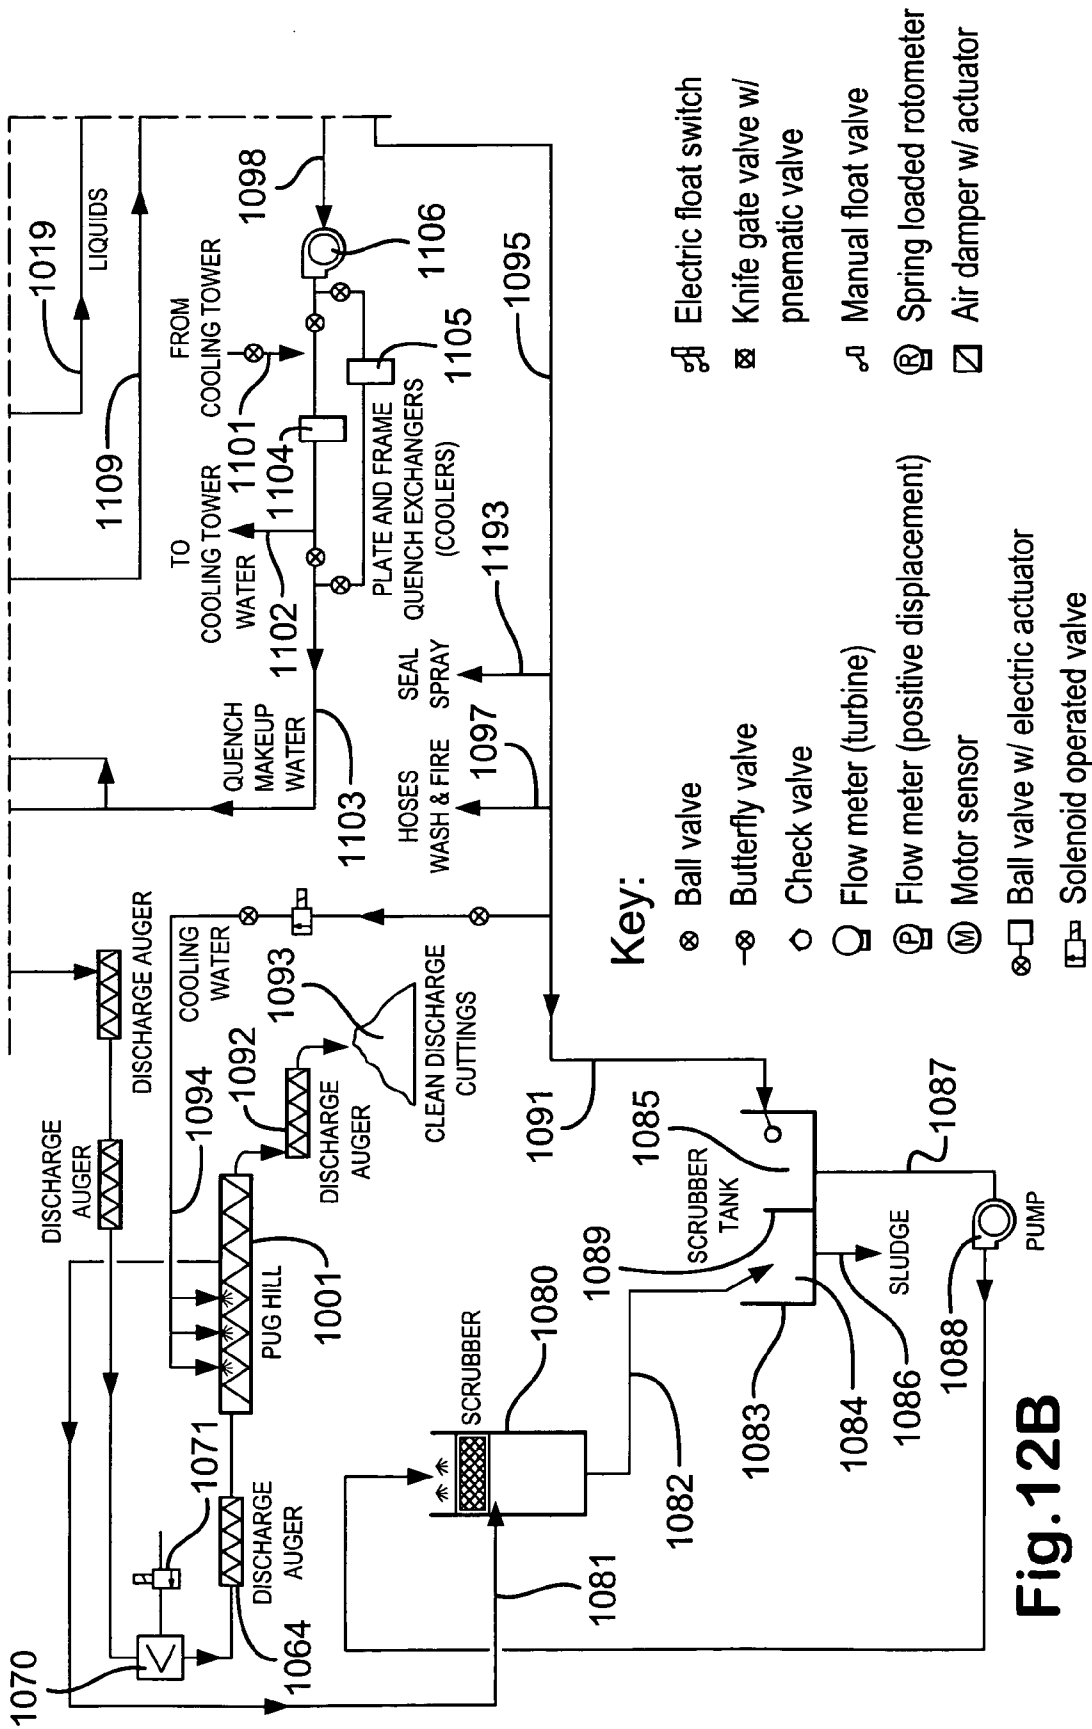 1070
1071
DISCHARGE
AUGER
DISCHARGE AUGER
1094
COOLING
WATER
1092
1093
DISCHARGE
AUGER
CLEAN DISCHARGE
CUTTINGS
PUG HILL
1001
DISCHARGE
AUGER
1064
1081
SCRUBBER
1080
1082
1089
SCRUBBER
TANK
1085
1091
1083
1084
1086
SLUDGE
1087
1088
PUMP
QUENCH
MAKEUP
WATER
1103
HOSES
WASH & FIRE
1097
SEAL
SPRAY
1193
1095
TO
COOLING TOWER
WATER
1102
FROM
COOLING TOWER
1101
1104
PLATE AND FRAME
QUENCH EXCHANGERS
(COOLERS)
1105
1106
1098
1109
1019
LIQUIDS
Key:
Ball valve
Butterfly valve
Check valve
Flow meter (turbine)
P Flow meter (positive displacement)
M Motor sensor
Ball valve w/ electric actuator
Solenoid operated valve
Electric float switch
Knife gate valve w/
pnematic valve
Manual float valve
R Spring loaded rotometer
Air damper w/ actuator
Fig.12B